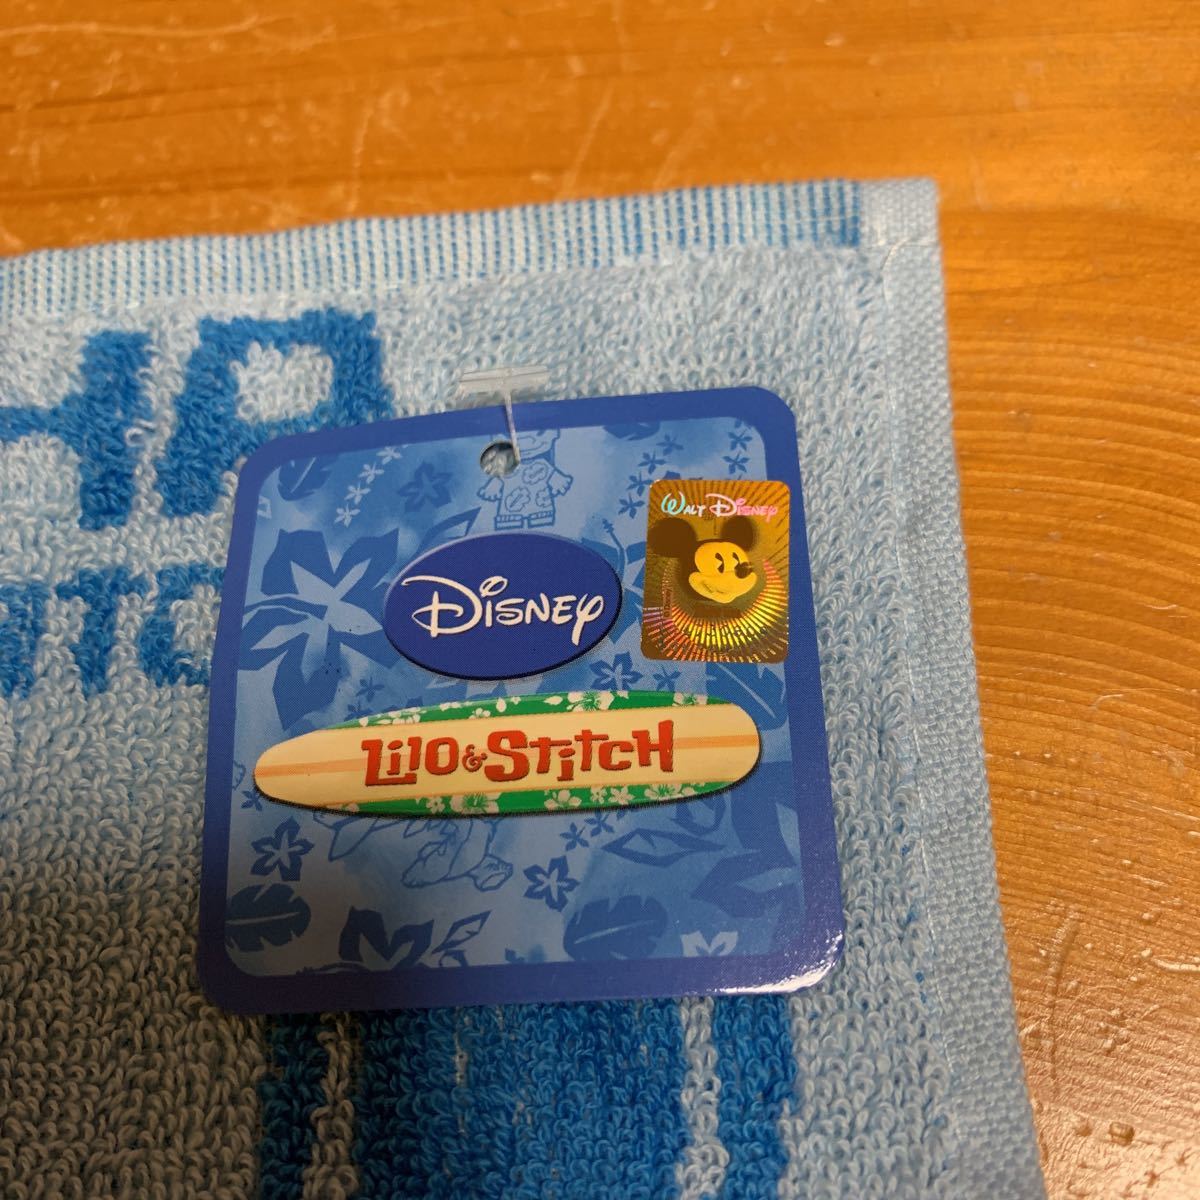 WALT DISNEY
DISNEY
Lilo & Stitch